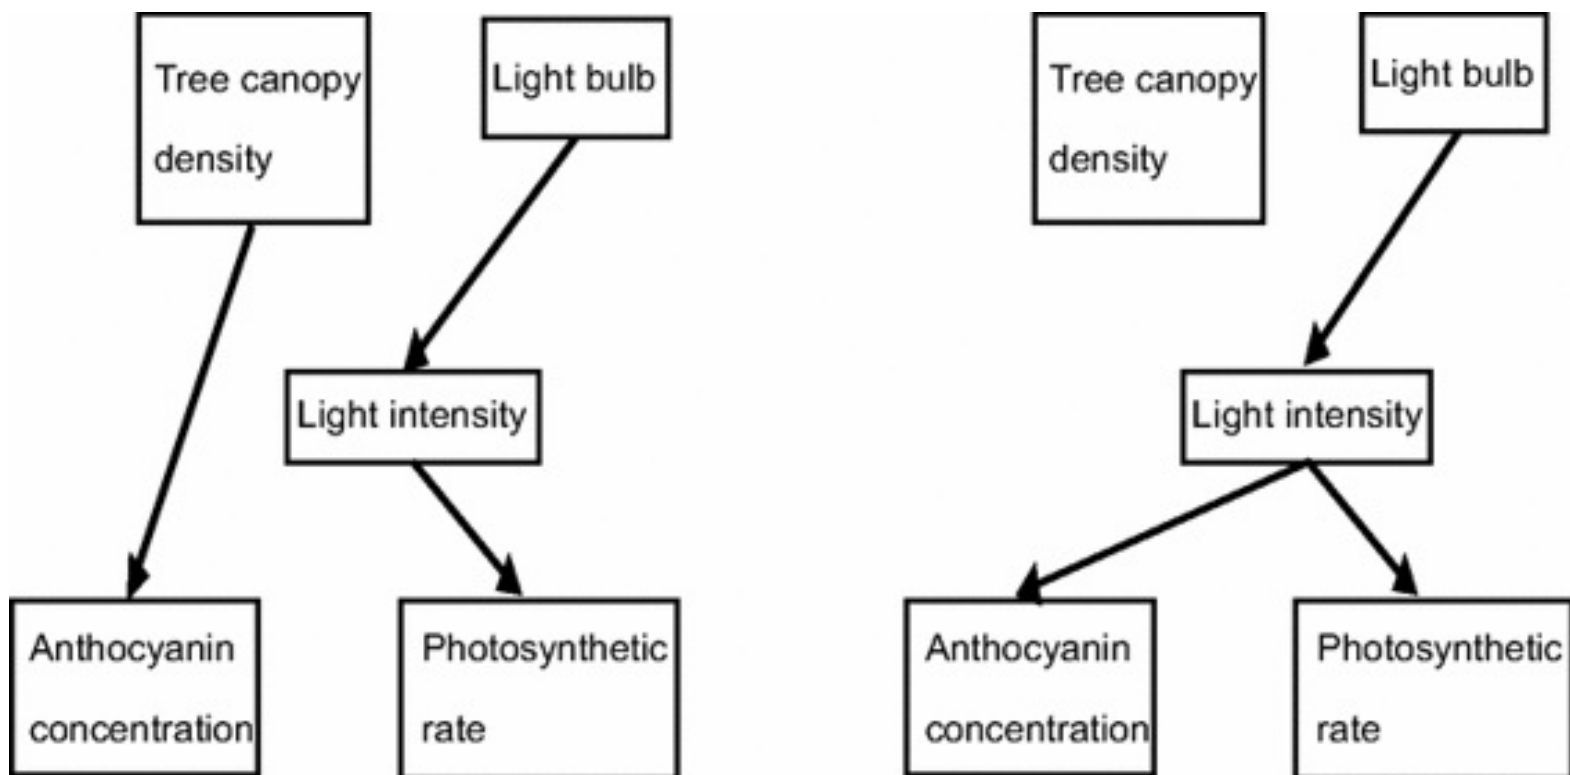 Tree canopy
density
Light bulb
Light intensity
Anthocyanin
concentration
Photosynthetic
rate
Tree canopy
density
Light bulb
Light intensity
Anthocyanin
concentration
Photosynthetic
rate